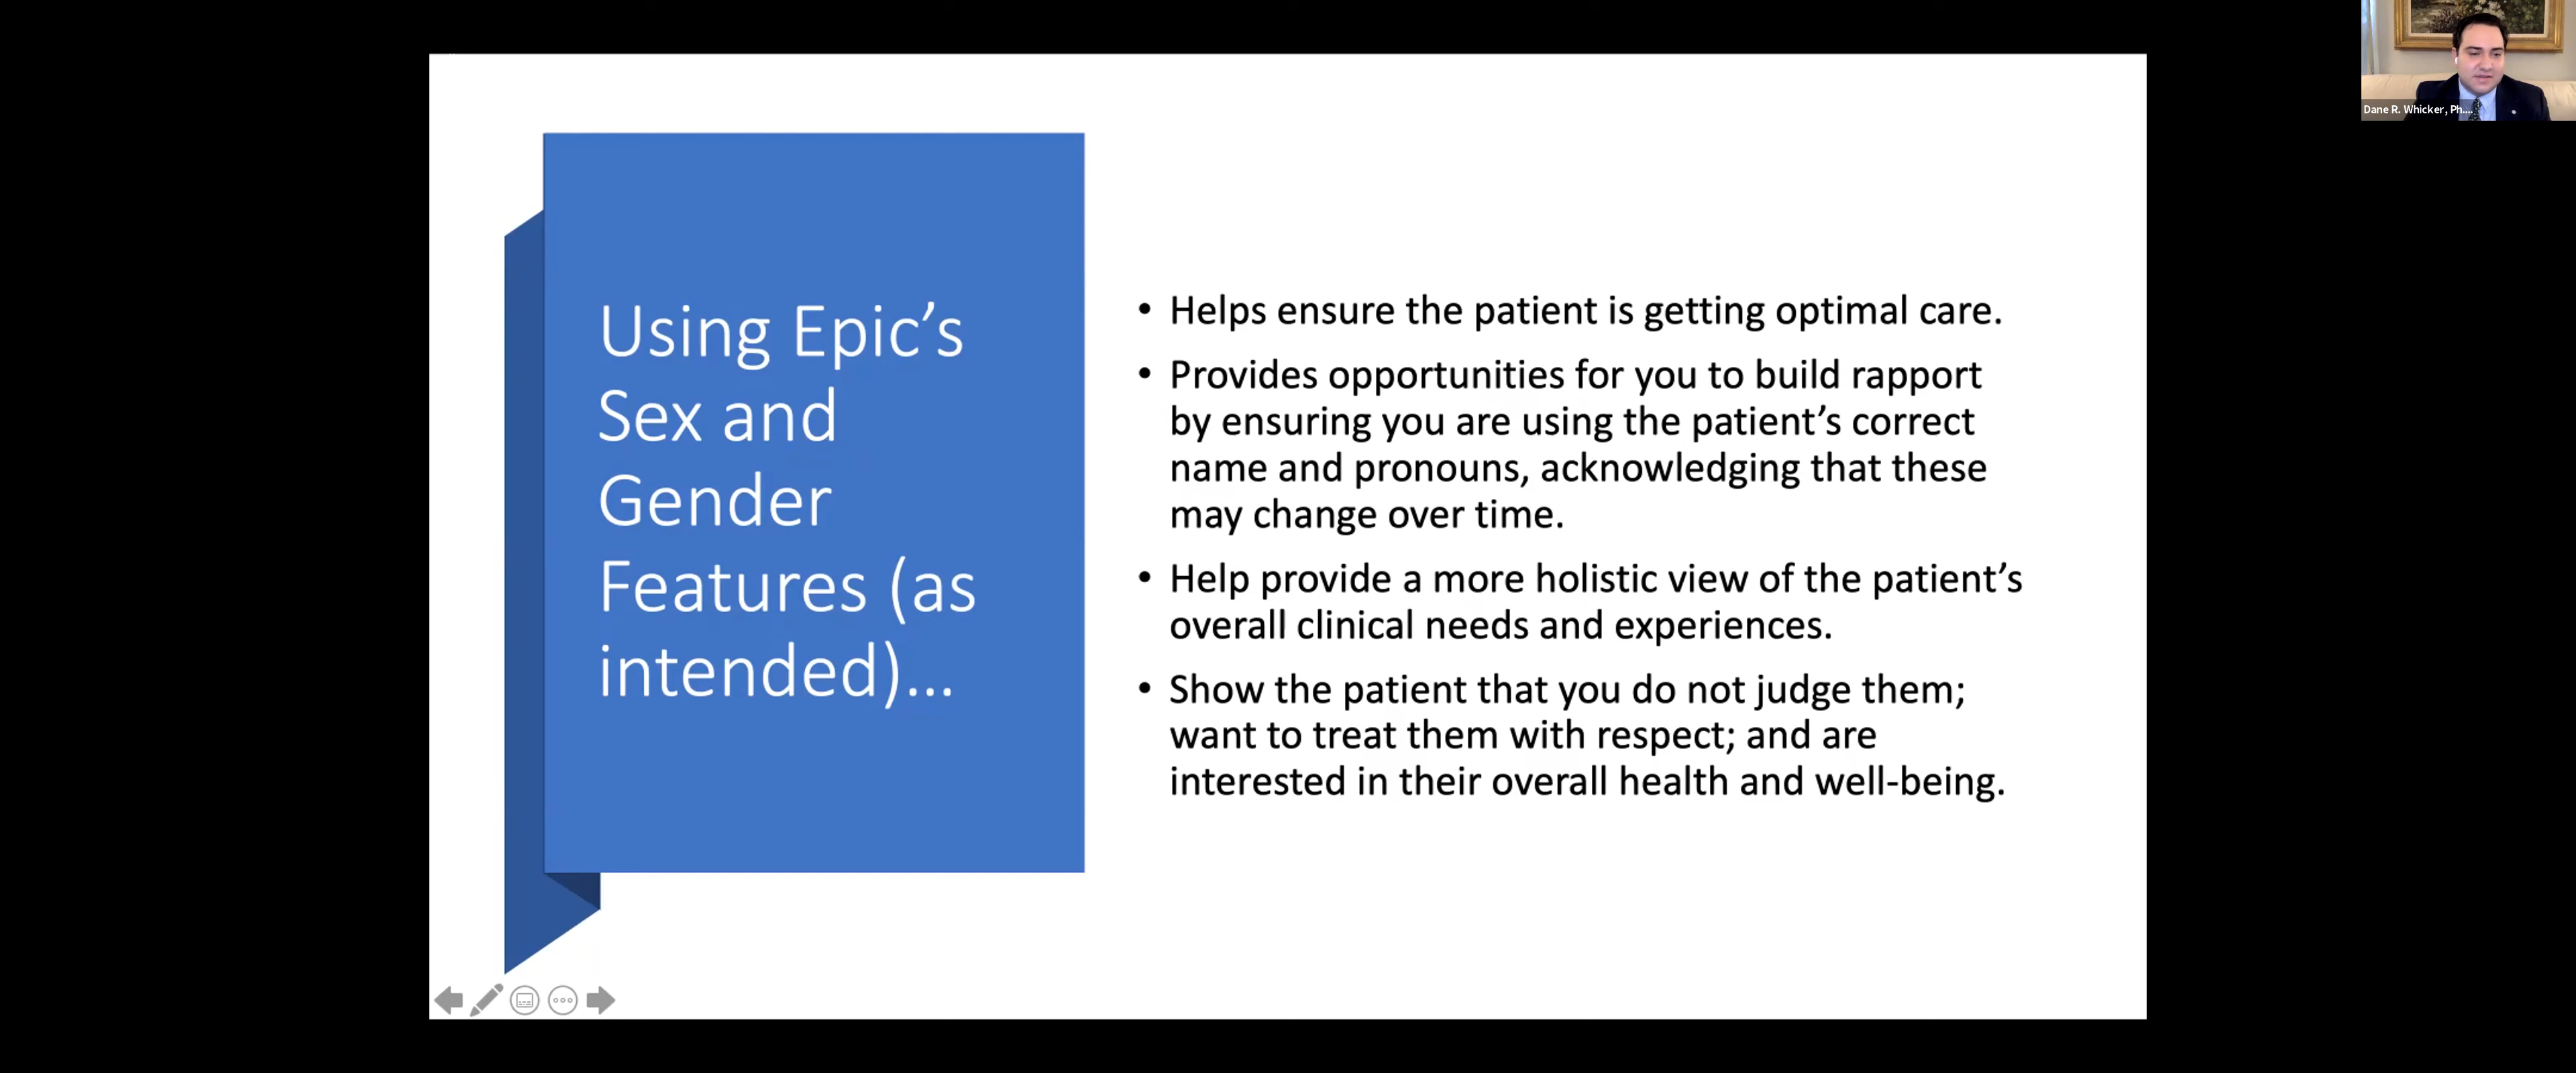 Using Epic’s
Sex and
Gender
Features (as
intended)...
• Helps ensure the patient is getting optimal care.
• Provides opportunities for you to build rapport
by ensuring you are using the patient’s correct
name and pronouns, acknowledging that these
may change over time.
• Help provide a more holistic view of the patient’s
overall clinical needs and experiences.
• Show the patient that you do not judge them;
want to treat them with respect; and are
interested in their overall health and well-being.
Dane R. Whicker, Ph....